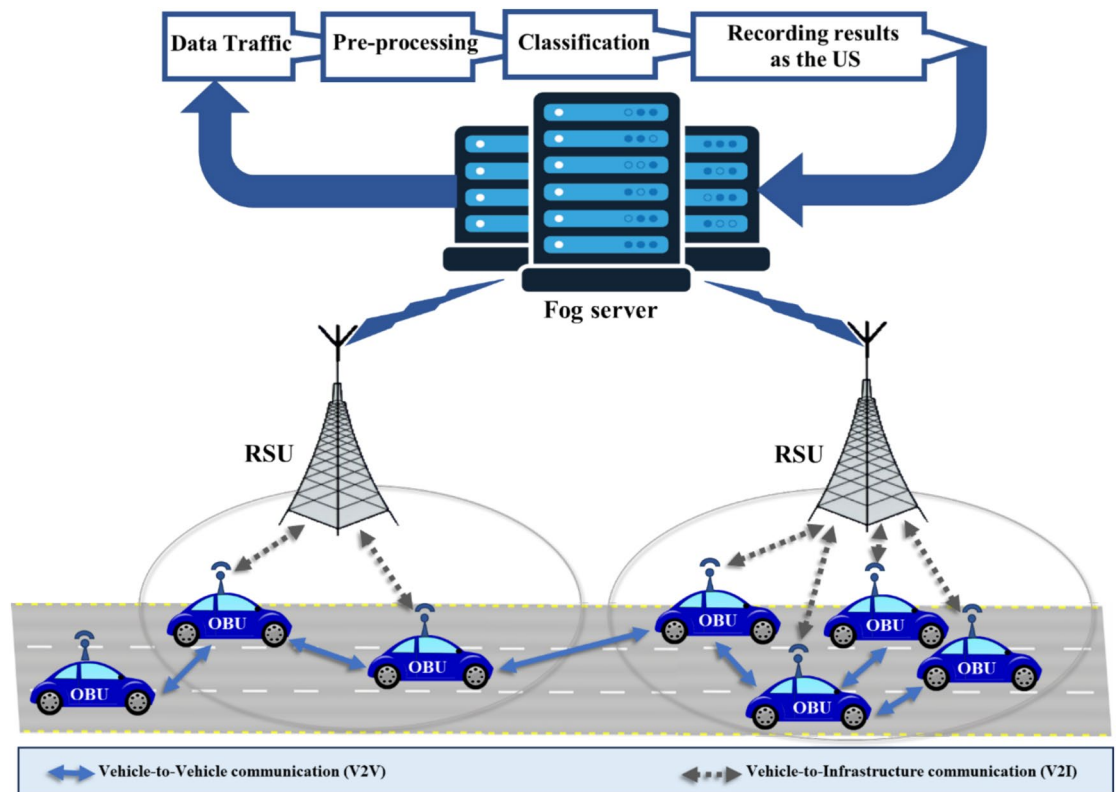 Data Traffic
Pre-processing
Classification
Recording results
as the US
Fog server
RSU
RSU
OBU
OBU
OBU
OBU
OBU
OBU
OBU
Vehicle-to-Vehicle communication (V2V)
Vehicle-to-Infrastructure communication (V2I)